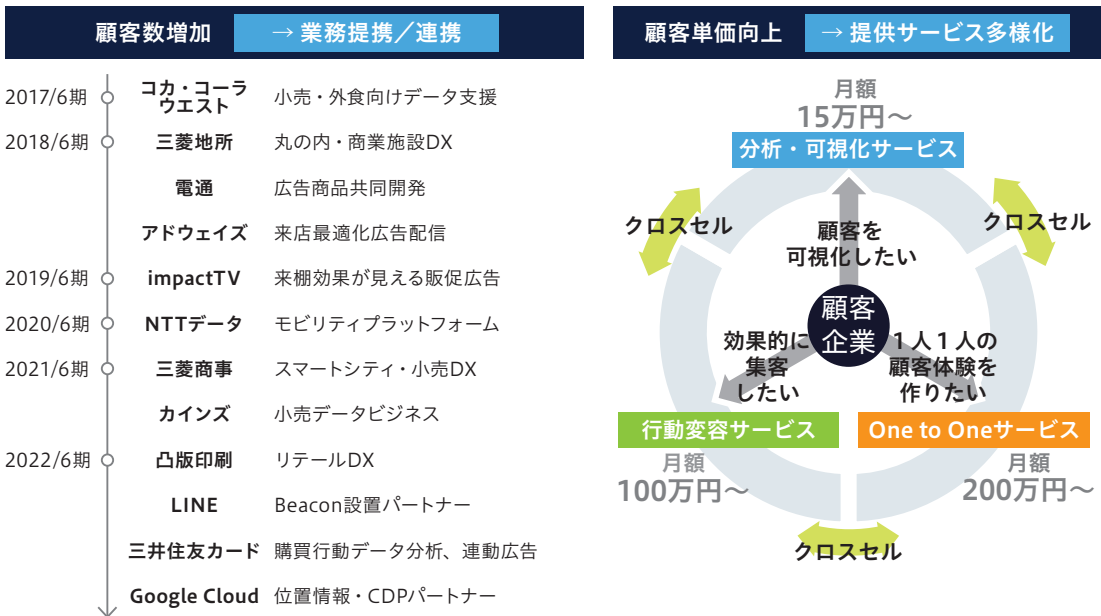 顧客数増加 → 業務提携／連携
2017/6期 コカ・コーラ ウエスト 小売・外食向けデータ支援
2018/6期 三菱地所 丸の内・商業施設DX
電通 広告商品共同開発
アドウェイズ 来店最適化広告配信
2019/6期 impactTV 来棚効果が見える販促広告
2020/6期 NTTデータ モビリティプラットフォーム
2021/6期 三菱商事 スマートシティ・小売DX
カインズ 小売データビジネス
2022/6期 凸版印刷 リテールDX
LINE Beacon設置パートナー
三井住友カード 購買行動データ分析、連動広告
Google Cloud 位置情報・CDPパートナー
顧客単価向上 → 提供サービス多様化
月額
15万円～
分析・可視化サービス
クロスセル
クロスセル
顧客を
可視化したい
顧客
企業
効果的に
集客
したい
1人1人の
顧客体験を
作りたい
行動変容サービス
One to Oneサービス
月額
100万円～
月額
200万円～
クロスセル